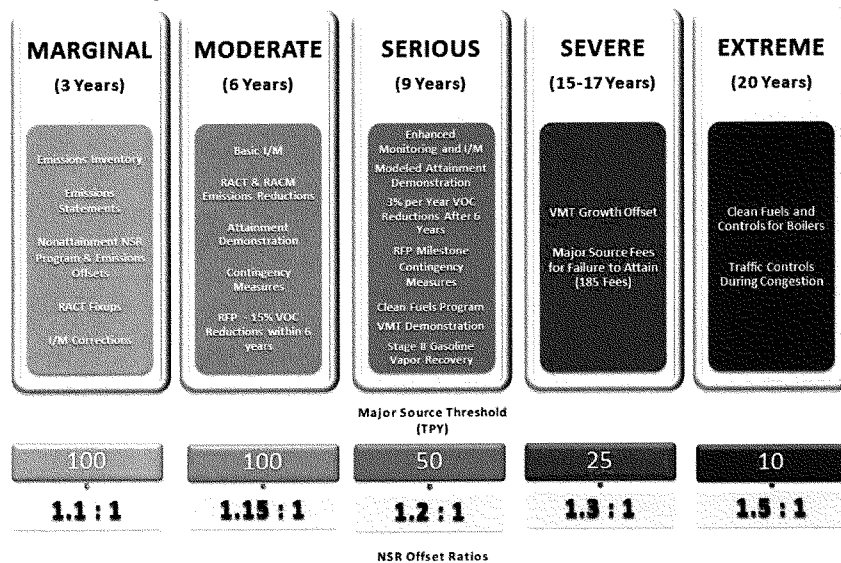 MARGINAL
(3 Years)
Emissions Inventory
Emissions
Statements
Nonattainment NSR
Program & Emissions
Offsets
RACT Fixups
I/M Corrections
MODERATE
(6 Years)
Basic I/M
RACT & RACM
Emissions Reductions
Attainment
Demonstration
Contingency
Measures
RFP - 15% VOC
Reductions within 6
years
SERIOUS
(9 Years)
Enhanced
Monitoring and I/M
Modeled Attainment
Demonstration
3% per Year VOC
Reductions After 6
Years
RFP Milestone
Contingency
Measures
Clean Fuels Program
VMT Demonstration
Stage II Gasoline
Vapor Recovery
SEVERE
(15-17 Years)
VMT Growth Offset
Major Source Fees
for Failure to Attain
(185 Fees)
EXTREME
(20 Years)
Clean Fuels and
Controls for Boilers
Traffic Controls
During Congestion
Major Source Threshold
(TPY)
100
100
50
25
10
1.1 : 1
1.15 : 1
1.2 : 1
1.3 : 1
1.5 : 1
NSR Offset Ratios